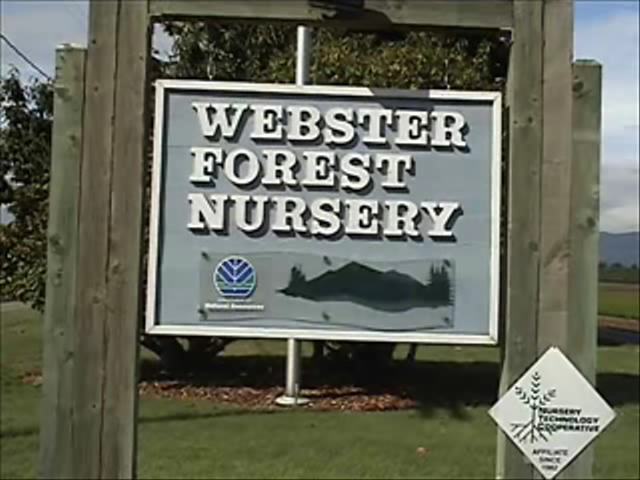 WEBSTER
FOREST
NURSERY
Natural Resources
NURSERY
TECHNOLOGY
COOPERATIVE
AFFILIATE
SINCE